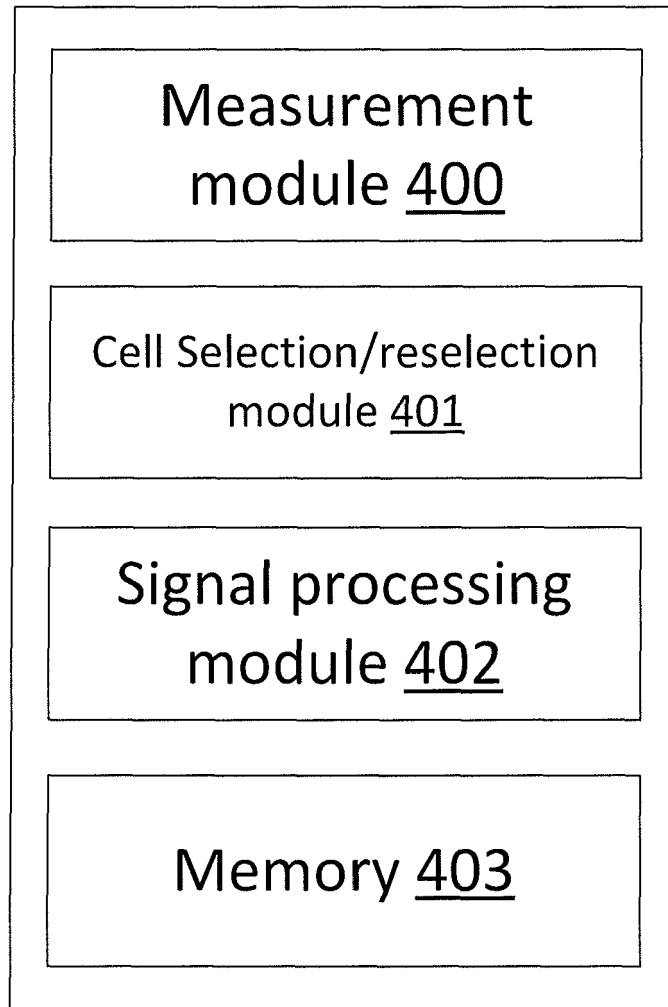 Measurement
module 400
Cell Selection/reselection
module 401
Signal processing
module 402
Memory 403